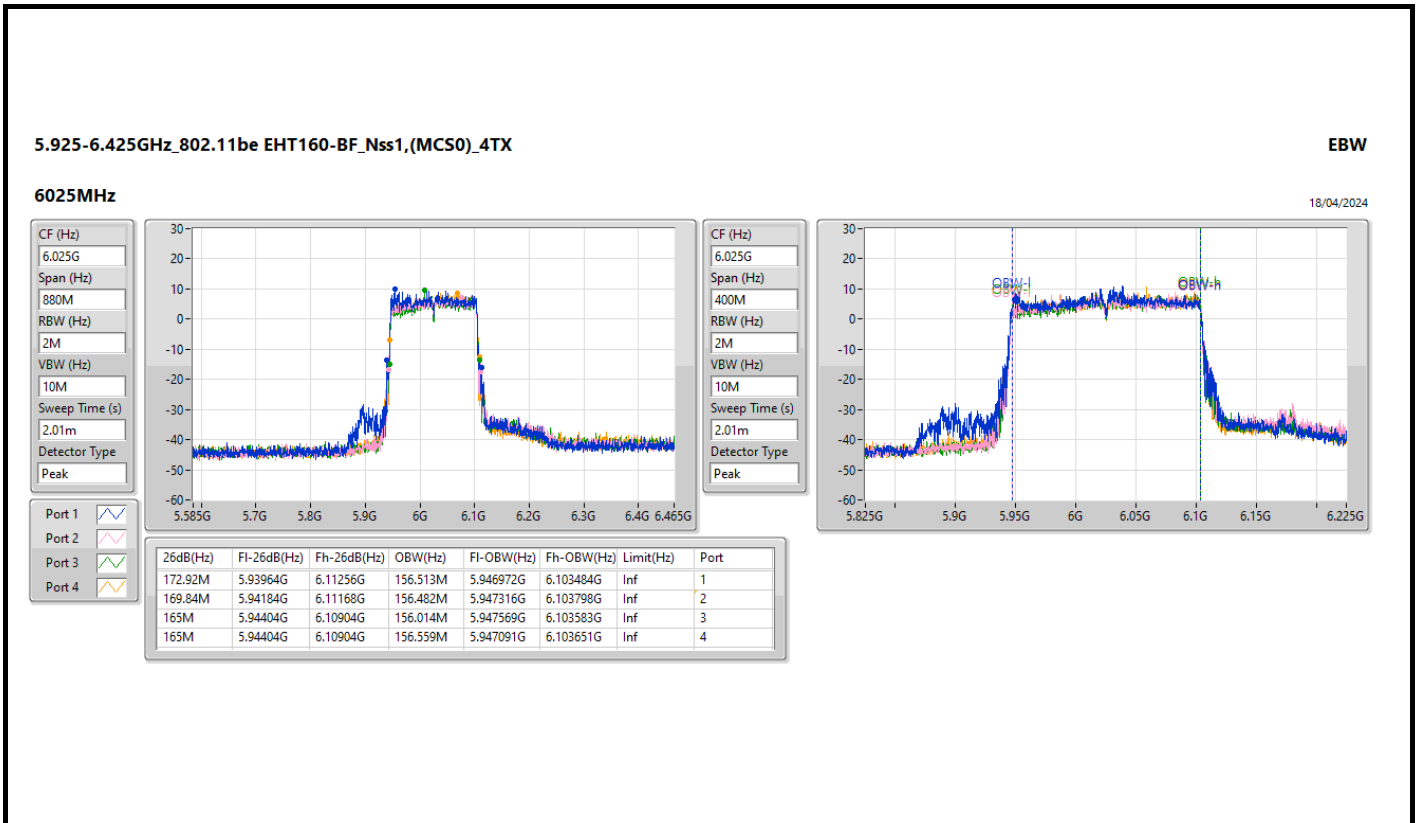 5.925-6.425GHz_802.11be EHT160-BF_Nss1,(MCS0)_4TX EBW
6025MHz 18/04/2024
CF (Hz)
6.025G
Span (Hz)
880M
RBW (Hz)
2M
VBW (Hz)
10M
Sweep Time (s)
2.01m
Detector Type
Peak
30
20
10
0
-10
-20
-30
-40
-50
-60
5.585G 5.7G 5.8G 5.9G 6G 6.1G 6.2G 6.3G 6.4G 6.465G
CF (Hz)
6.025G
Span (Hz)
400M
RBW (Hz)
2M
VBW (Hz)
10M
Sweep Time (s)
2.01m
Detector Type
Peak
30
20
10
0
-10
-20
-30
-40
-50
-60
OBW-l OBW-h
5.825G 5.9G 5.95G 6G 6.05G 6.1G 6.15G 6.225G
Port 1
Port 2
Port 3
Port 4
26dB(Hz) Fl-26dB(Hz) Fh-26dB(Hz) OBW(Hz) Fl-OBW(Hz) Fh-OBW(Hz) Limit(Hz) Port
172.92M 5.93964G 6.11256G 156.513M 5.946972G 6.103484G Inf 1
169.84M 5.94184G 6.11168G 156.482M 5.947316G 6.103798G Inf 2
165M 5.94404G 6.10904G 156.014M 5.947569G 6.103583G Inf 3
165M 5.94404G 6.10904G 156.559M 5.947091G 6.103651G Inf 4